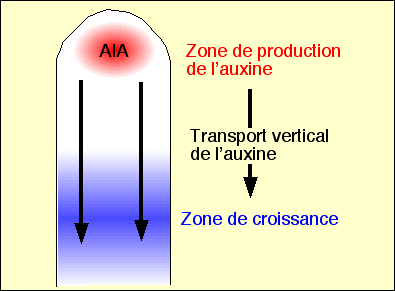 AIA
Zone de production
de l'auxine
Transport vertical
de l'auxine
Zone de croissance